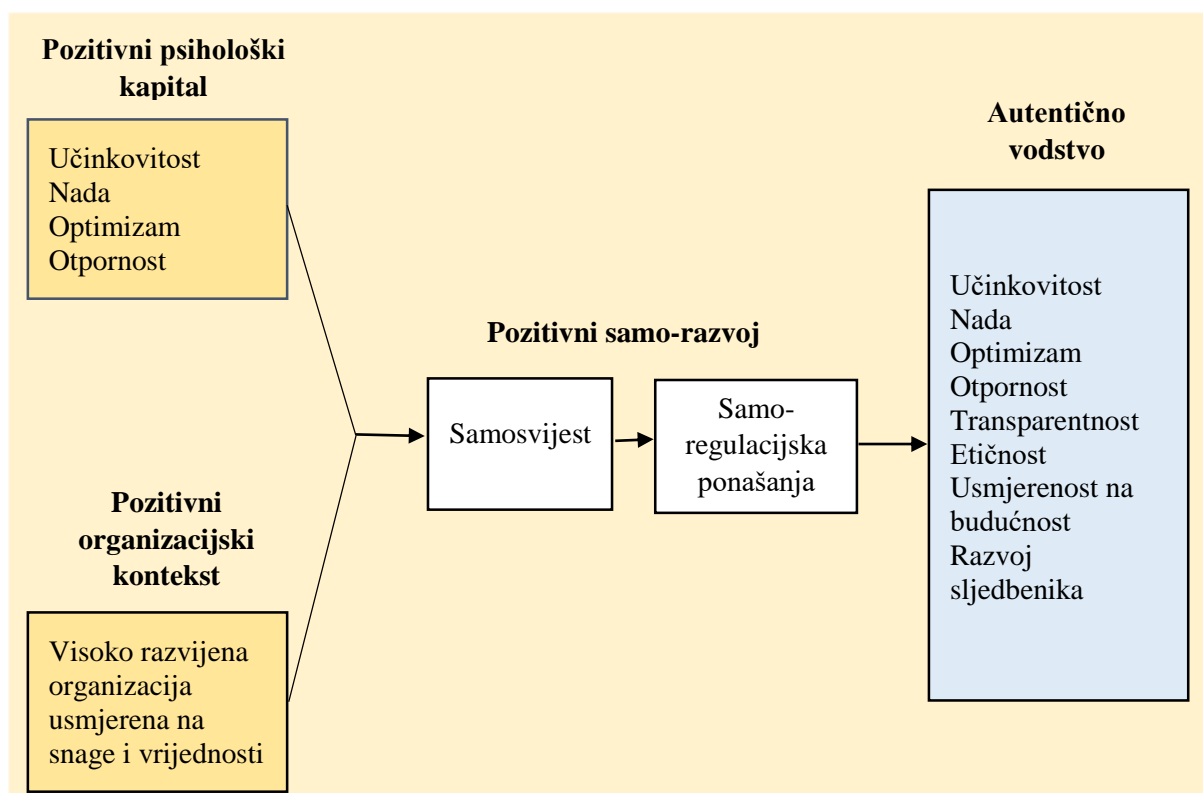 Pozitivni psihološki
kapital
Učinkovitost
Nada
Optimizam
Otpornost
Pozitivni
organizacijski
kontekst
Visoko razvijena
organizacija
usmjerena na
snage i vrijednosti
Pozitivni samo-razvoj
Samosvijest
Samo-
regulacijska
ponašanja
Autentično
vodstvo
Učinkovitost
Nada
Optimizam
Otpornost
Transparentnost
Etičnost
Usmjerenost na
budućnost
Razvoj
sljedbenika